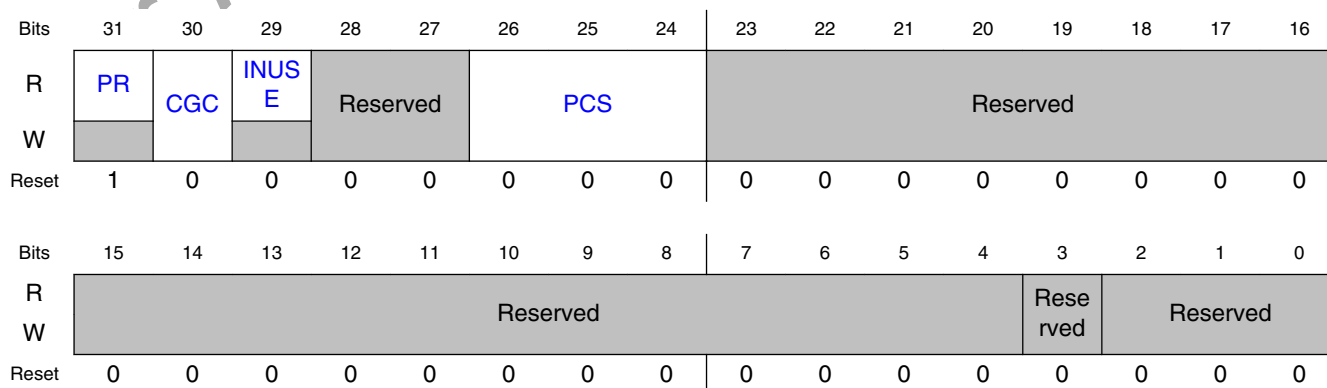 Bits 31 30 29 28 27 26 25 24 23 22 21 20 19 18 17 16
R PR CGC INUS Reserved PCS Reserved
E
W
Reset 1 0 0 0 0 0 0 0 0 0 0 0 0 0 0 0
Bits 15 14 13 12 11 10 9 8 7 6 5 4 3 2 1 0
R Reserved Rese Reserved
W rved
Reset 0 0 0 0 0 0 0 0 0 0 0 0 0 0 0 0